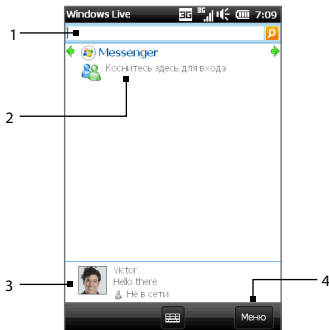 Windows Live 3G 3G 7:09
1
Messenger
Коснитесь здесь для входа
2
3
Victor
Hello there
Не в сети
4
Меню